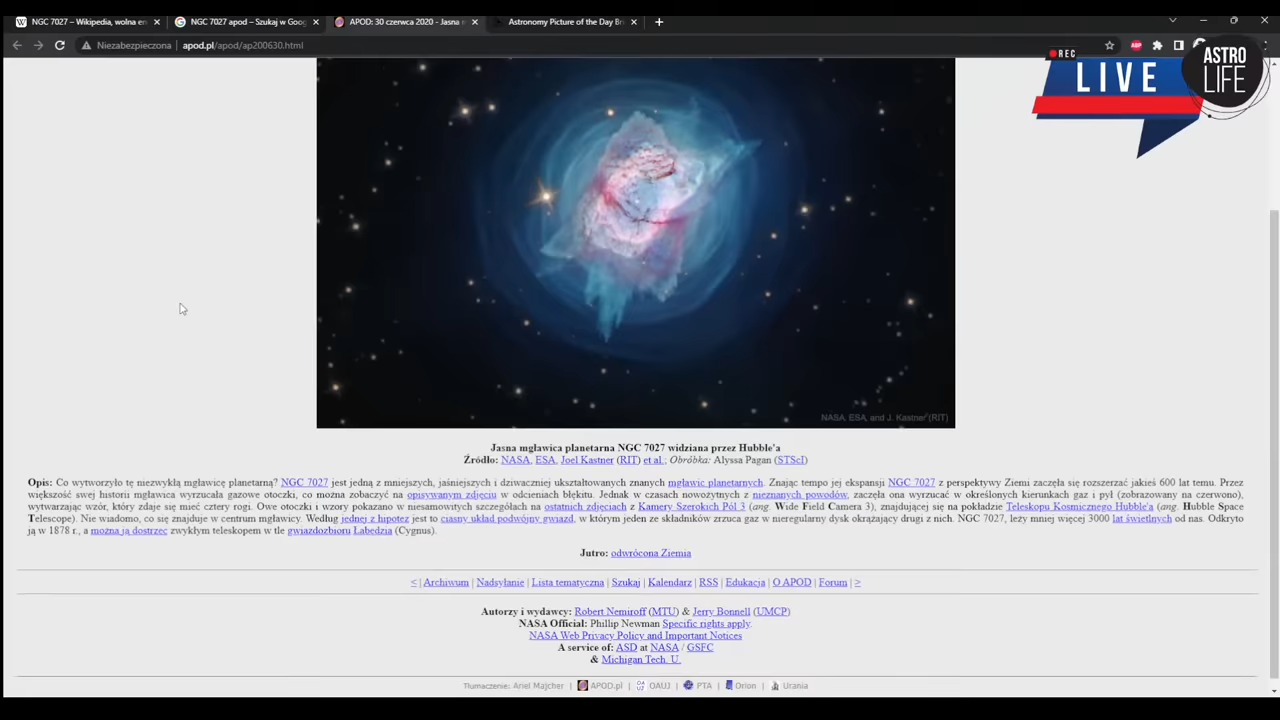 NGC 7027 – Wikipedia, wolna en
NGC 7027 apod – Szukaj w Goog
APOD: 30 czerwca 2020 - Jasna m
Astronomy Picture of the Day Bri
Niezabezpieczona | apod.pl/apod/ap200630.html
REC
LIVE
ASTRO
LIFE
NASA, ESA, and J. Kastner (RIT)
Jasna mgławica planetarna NGC 7027 widziana przez Hubble'a
Źródło: NASA, ESA, Joel Kastner (RIT) et al.; Obróbka: Alyssa Pagan (STScI)
Opis: Co wytworzyło tę niezwykłą mgławicę planetarną? NGC 7027 jest jedną z mniejszych, jaśniejszych i dziwaczniej ukształtowanych znanych mgławic planetarnych. Znając tempo jej ekspansji NGC 7027 z perspektywy Ziemi zaczęła się rozszerzać jakieś 600 lat temu. Przez
większość swej historii mgławica wyrzucała gazowe otoczki, co można zobaczyć na opisywanym zdjęciu w odcieniach błękitu. Jednak w czasach nowożytnych z nieznanych powodów, zaczęła ona wyrzucać w określonych kierunkach gaz i pył (zobrazowany na czerwono),
wytwarzając wzór, który zdaje się mieć cztery rogi. Owe otoczki i wzory pokazano w niesamowitych szczegółach na ostatnich zdjęciach z Kamery Szerokich Pól 3 (ang. Wide Field Camera 3), znajdującej się na pokładzie Teleskopu Kosmicznego Hubble'a (ang. Hubble Space
Telescope). Nie wiadomo, co się znajduje w centrum mgławicy. Według jednej z hipotez jest to ciasny układ podwójny gwiazd, w którym jeden ze składników zrzuca gaz w meregularny dysk okrążający drugi z nich. NGC 7027, leży mniej więcej 3000 lat świetlnych od nas. Odkryto
ją w 1878 r., a można ją dostrzec zwykłym teleskopem w tle gwiazdozbioru Łabędzia (Cygnus).
Jutro: odwrócona Ziemia
< | Archiwum | Nadsyłanie | Lista tematyczna | Szukaj | Kalendarz | RSS | Edukacja | O APOD | Forum | >
Autorzy i wydawcy: Robert Nemiroff (MTU) & Jerry Bonnell (UMCP)
NASA Official: Phillip Newman Specific rights apply.
NASA Web Privacy Policy and Important Notices
A service of: ASD at NASA / GSFC
& Michigan Tech. U.
Tłumaczenie: Ariel Majcher | APOD.pl | OAUJ | PTA | Orion | Urania